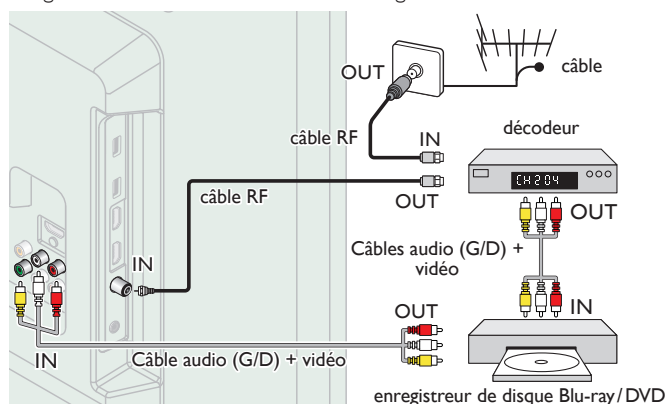 OUT
câble
câble RF
IN
décodeur
CH204
OUT
câble RF
OUT
Câbles audio (G/D) +
vidéo
IN
OUT
IN
IN
Câble audio (G/D) + vidéo
enregistreur de disque Blu-ray/DVD